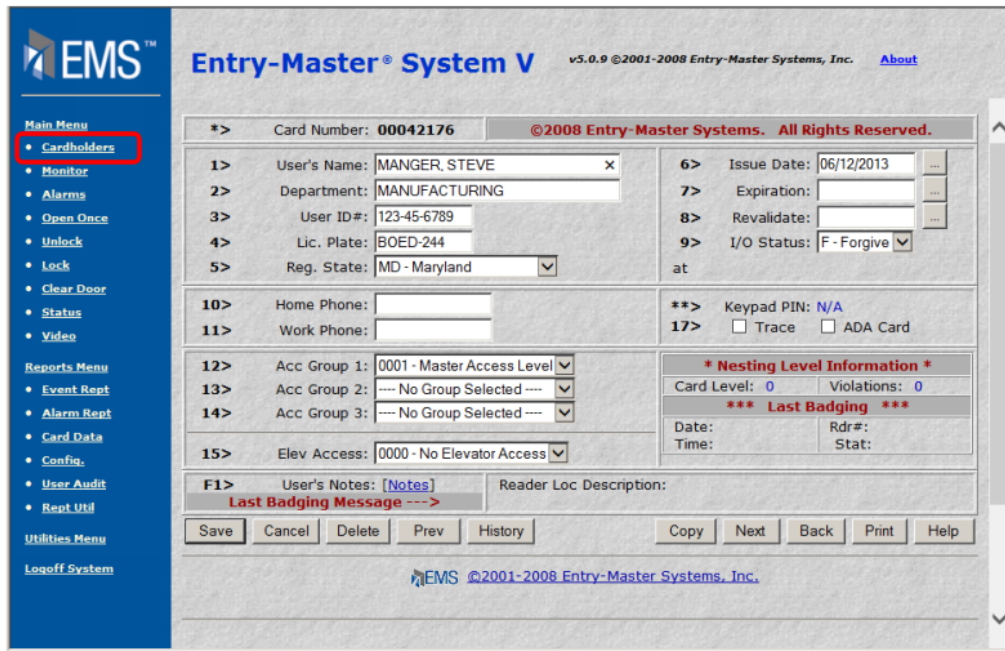 EMS™
Entry-Master® System V v5.0.9 ©2001-2008 Entry-Master Systems, Inc. About
Main Menu
Cardholders
Monitor
Alarms
Open Once
Unlock
Lock
Clear Door
Status
Video
Reports Menu
Event Rept
Alarm Rept
Card Data
Config.
User Audit
Rept Util
Utilities Menu
Logoff System
*> Card Number: 00042176 ©2008 Entry-Master Systems. All Rights Reserved.
1> User's Name: MANGER, STEVE ×
2> Department: MANUFACTURING
3> User ID#: 123-45-6789
4> Lic. Plate: BOED-244
5> Reg. State: MD - Maryland
6> Issue Date: 06/12/2013 ...
7> Expiration: ...
8> Revalidate: ...
9> I/O Status: F - Forgive
at
10> Home Phone:
11> Work Phone:
**> Keypad PIN: N/A
17> Trace ADA Card
12> Acc Group 1: 0001 - Master Access Level
13> Acc Group 2: ---- No Group Selected ----
14> Acc Group 3: ---- No Group Selected ----
15> Elev Access: 0000 - No Elevator Access
* Nesting Level Information *
Card Level: 0 Violations: 0
*** Last Badging ***
Date: Rdr#:
Time: Stat:
F1> User's Notes: [Notes] Reader Loc Description:
Last Badging Message --->
Save Cancel Delete Prev History Copy Next Back Print Help
EMS ©2001-2008 Entry-Master Systems, Inc.